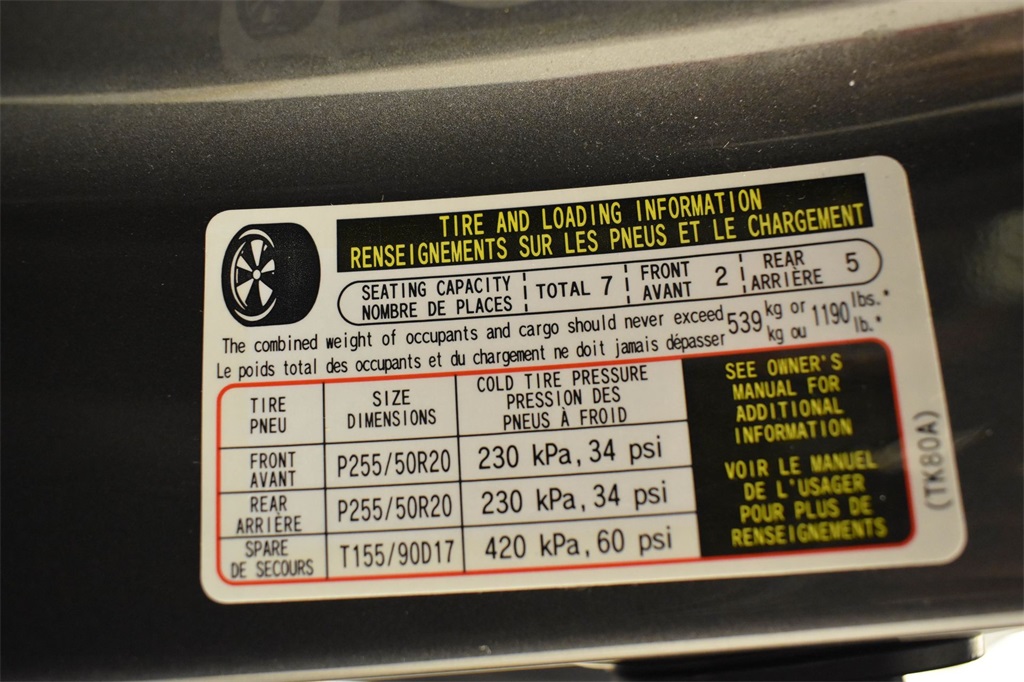 TIRE AND LOADING INFORMATION
RENSEIGNEMENTS SUR LES PNEUS ET LE CHARGEMENT
SEATING CAPACITY
NOMBRE DE PLACES
TOTAL 7
FRONT
AVANT
2
REAR
ARRIÈRE
5
The combined weight of occupants and cargo should never exceed 539 kg or 1190 lbs.*
Le poids total des occupants et du chargement ne doit jamais dépasser kg ou lb.*
TIRE
PNEU
SIZE
DIMENSIONS
COLD TIRE PRESSURE
PRESSION DES
PNEUS À FROID
FRONT
AVANT
P255/50R20
230 kPa, 34 psi
REAR
ARRIÈRE
P255/50R20
230 kPa, 34 psi
SPARE
DE SECOURS
T155/90D17
420 kPa, 60 psi
SEE OWNER'S
MANUAL FOR
ADDITIONAL
INFORMATION
VOIR LE MANUEL
DE L'USAGER
POUR PLUS DE
RENSEIGNEMENTS
(TK80A)